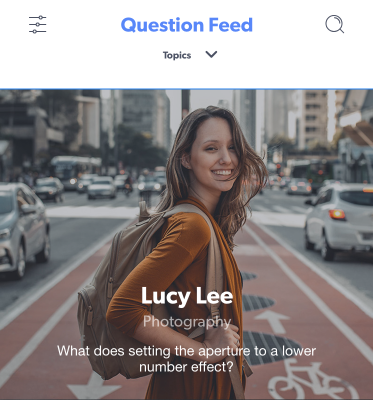 Question Feed
Topics
Lucy Lee
Photography
What does setting the aperture to a lower
number effect?